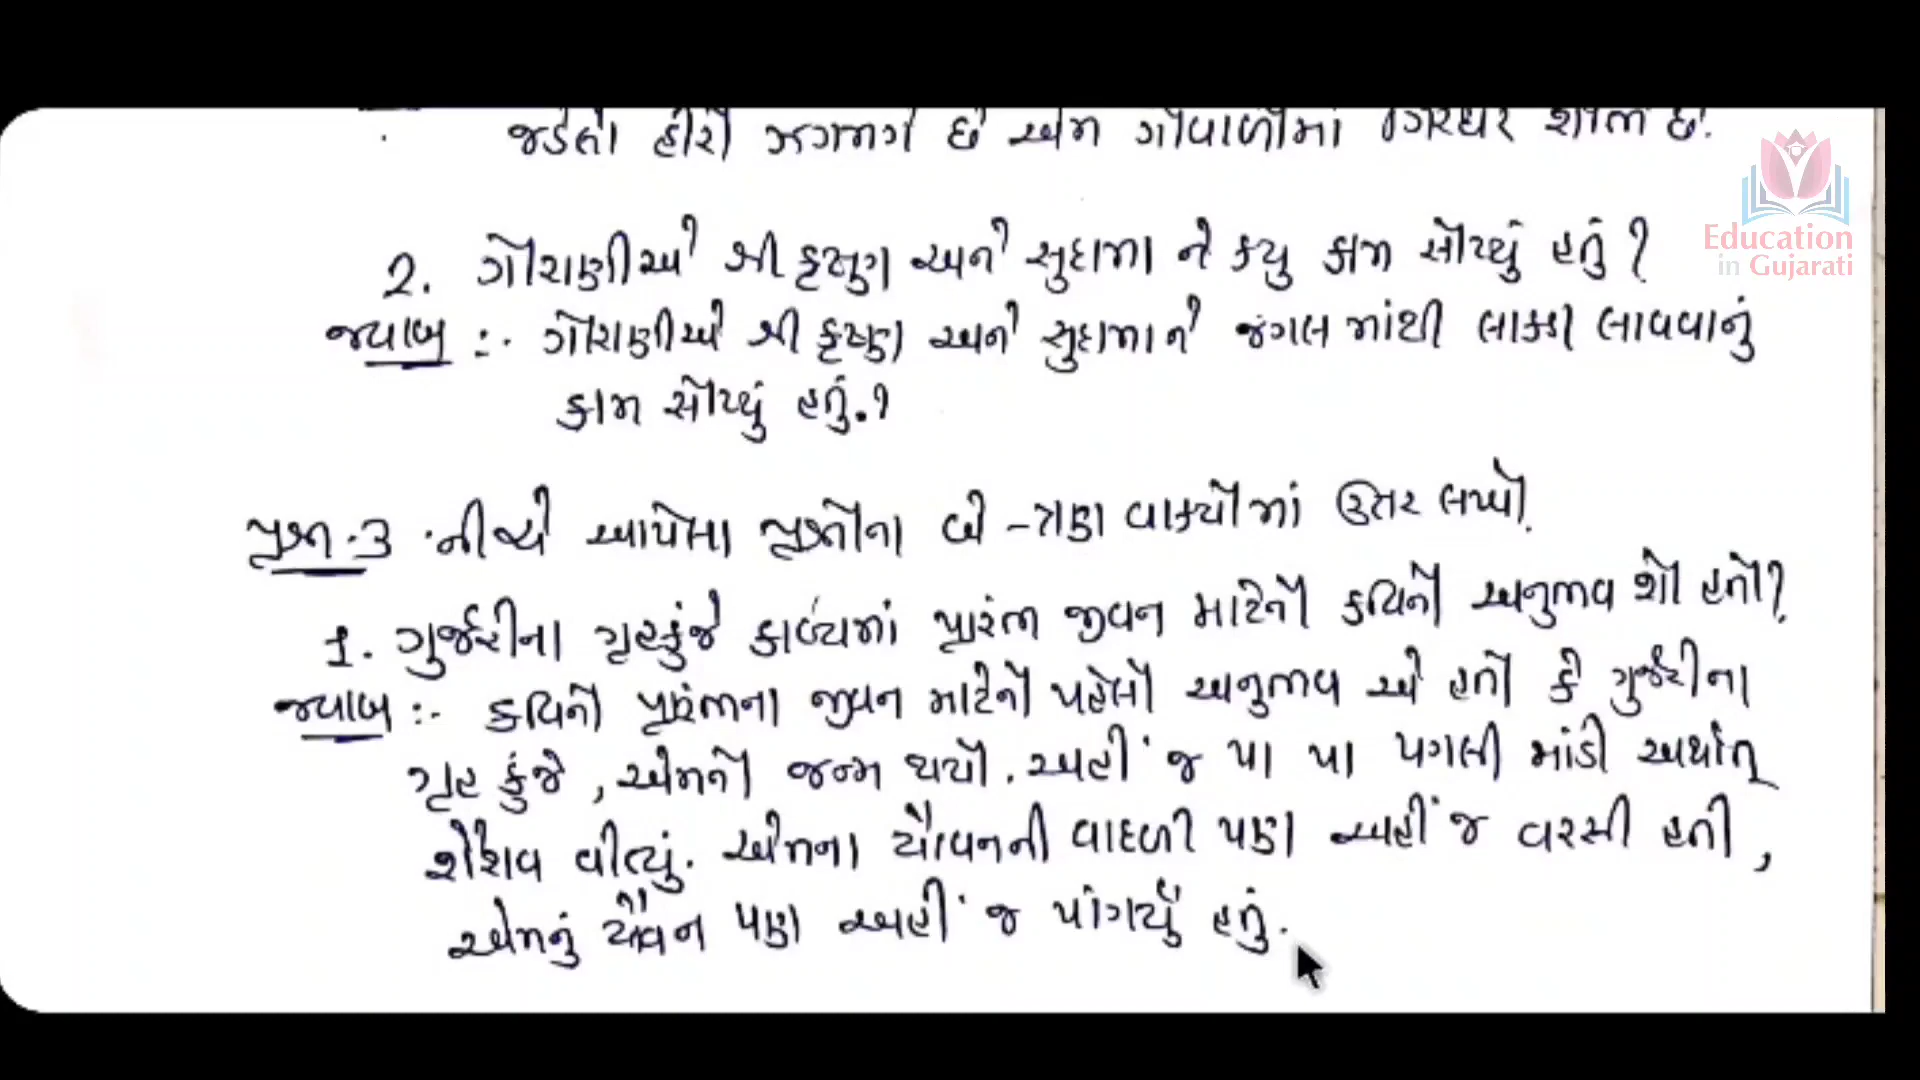 જડેલો હીરો ઝગમગે છે એમ ગોવાળોમાં ગિરધર શોભે છે.
Education
in Gujarati
2. ગોરાણીએ શ્રી કૃષ્ણ અને સુદામા ને ક્યુ કામ સોંપ્યું હતું ?
જવાબ :- ગોરાણીએ શ્રી કૃષ્ણ અને સુદામાને જંગલ માંથી લાકડા લાવવાનું
કામ સોંપ્યું હતું.૧
પ્રશ્ન.૩ .નીચે આપેલા પ્રશ્નોના બે -ત્રણ વાક્યોમાં ઉત્તર લખો.
1. ગુર્જરીના ગૃહકુંજે કાવ્યમાં પ્રારંભ જીવન માટેનો કવિનો અનુભવ શો હતો?
જવાબ :- કવિનો પ્રારંભના જીવન માટેનો પહેલો અનુભવ એ હતો કે ગુર્જરીના
ગૃહ કુંજે , એમનો જન્મ થયો. અહીં જ પા પા પગલી માંડી અર્થાત્
શૈશવ વીત્યું. એમના યૌવનની વાદળી પણ અહીં જ વરસી હતી ,
એમનું યૌવન પણ અહીં જ પાંગર્યું હતું.